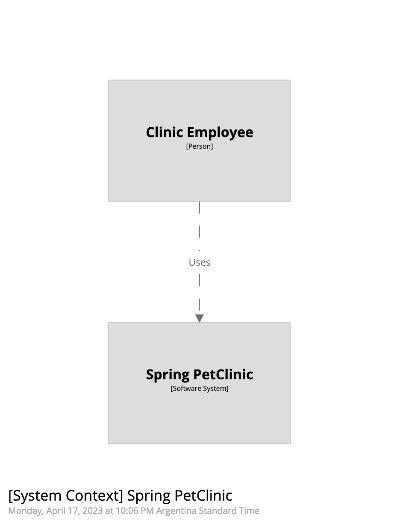 Clinic Employee
[Person]
Uses
Spring PetClinic
[Software System]
[System Context] Spring PetClinic
Monday, April 17, 2023 at 10:06 PM Argentina Standard Time